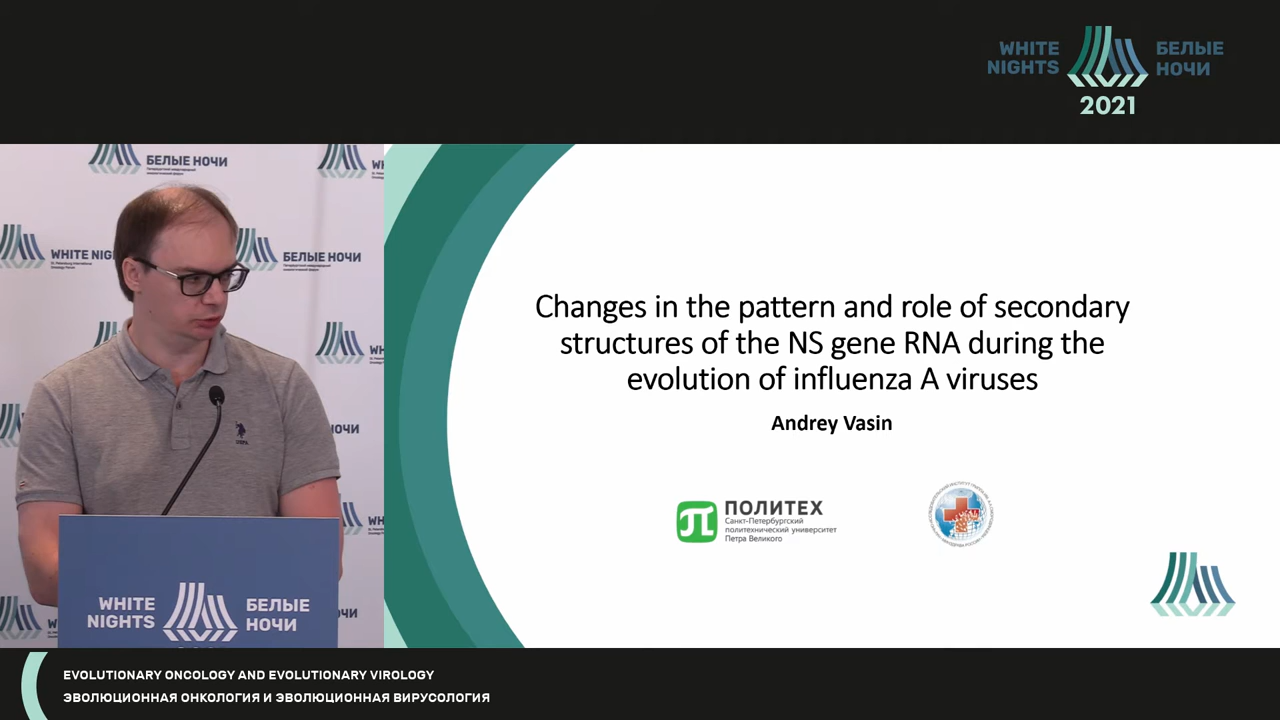 WHITE
NIGHTS
БЕЛЫЕ
НОЧИ
2021
БЕЛЫЕ НОЧИ
WHITE NIG
БЕЛЫЕ НОЧИ
Changes in the pattern and role of secondary
structures of the NS gene RNA during the
evolution of influenza A viruses
Andrey Vasin
ПОЛИТЕХ
Санкт-Петербургский
политехнический университет
Петра Великого
WHITE
NIGHTS
БЕЛЫЕ
НОЧИ
EVOLUTIONARY ONCOLOGY AND EVOLUTIONARY VIROLOGY
ЭВОЛЮЦИОННАЯ ОНКОЛОГИЯ И ЭВОЛЮЦИОННАЯ ВИРУСОЛОГИЯ